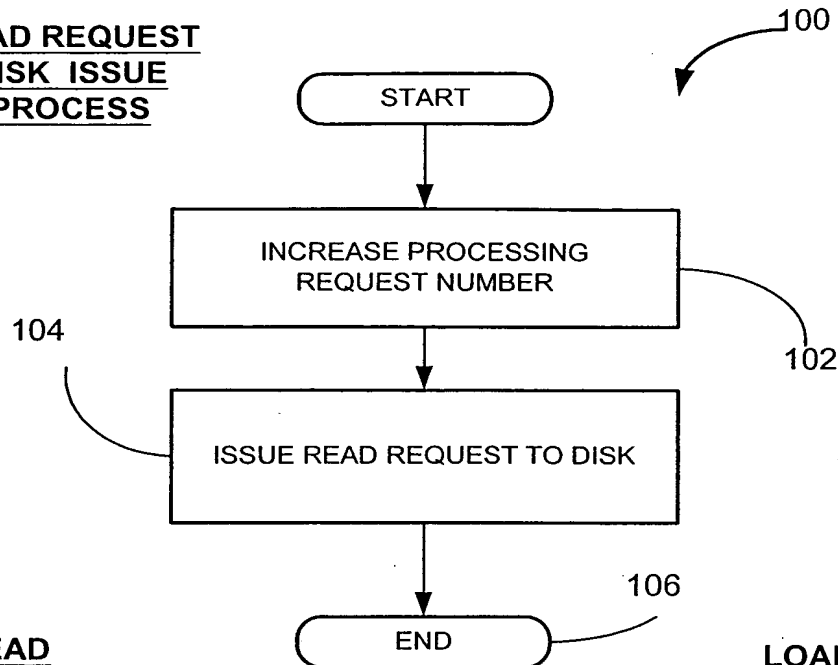 AD REQUEST
ISK ISSUE
PROCESS
100
START
INCREASE PROCESSING
REQUEST NUMBER
102
104
ISSUE READ REQUEST TO DISK
106
END
EAD
LOAD